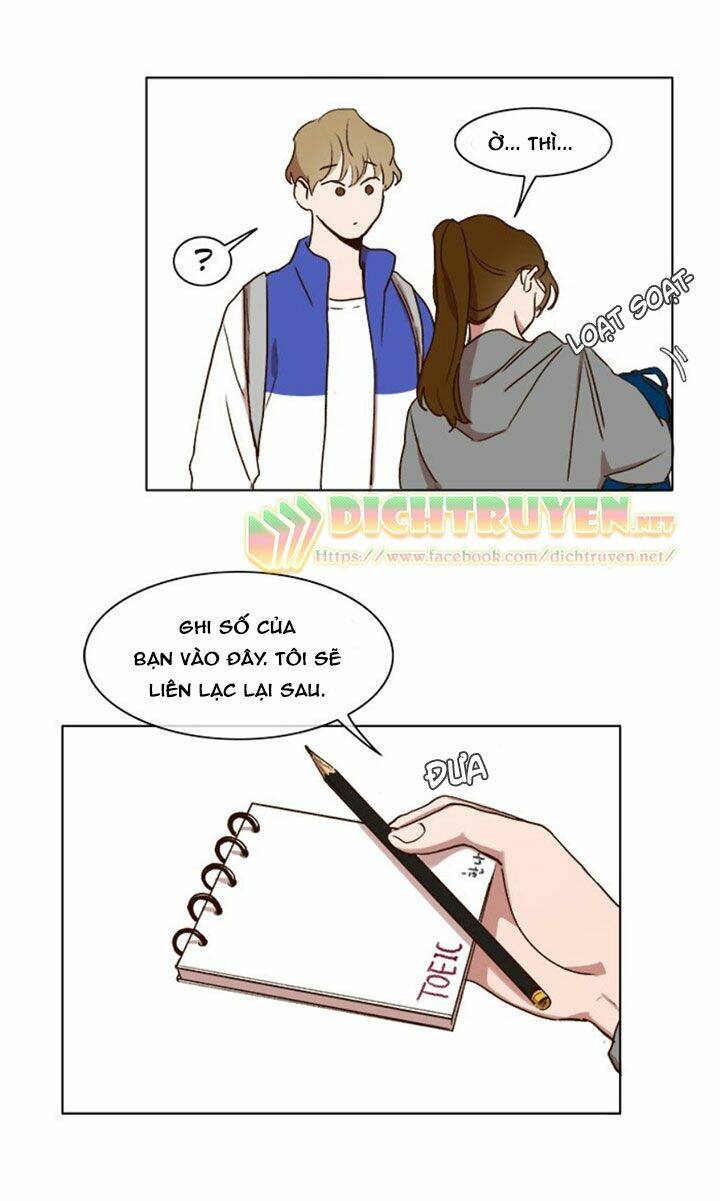 Ờ... THÌ...
?
LOẠT SOẠT-
DICHTRUYEN.NET
Https://www.facebook.com/dichtruyen.net/
GHI SỐ CỦA
BẠN VÀO ĐÂY. TÔI SẼ
LIÊN LẠC LẠI SAU.
ĐƯA
TOEIC